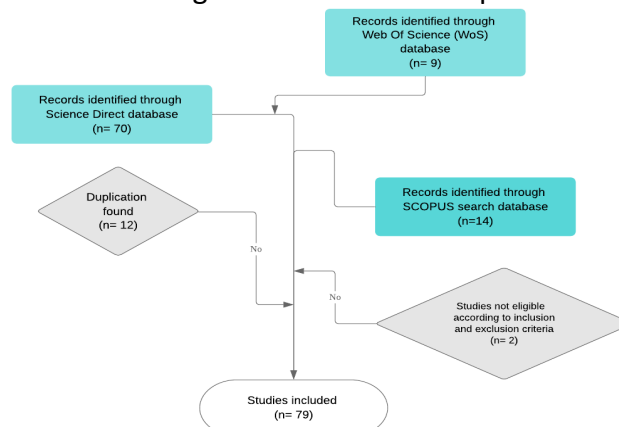 Records identified through
Web Of Science (WoS)
database
(n= 9)
Records identified through
Science Direct database
(n= 70)
Duplication
found
(n= 12)
Records identified through
SCOPUS search database
(n=14)
No
No
Studies not eligible
according to inclusion
and exclusion criteria
(n= 2)
Studies included
(n= 79)